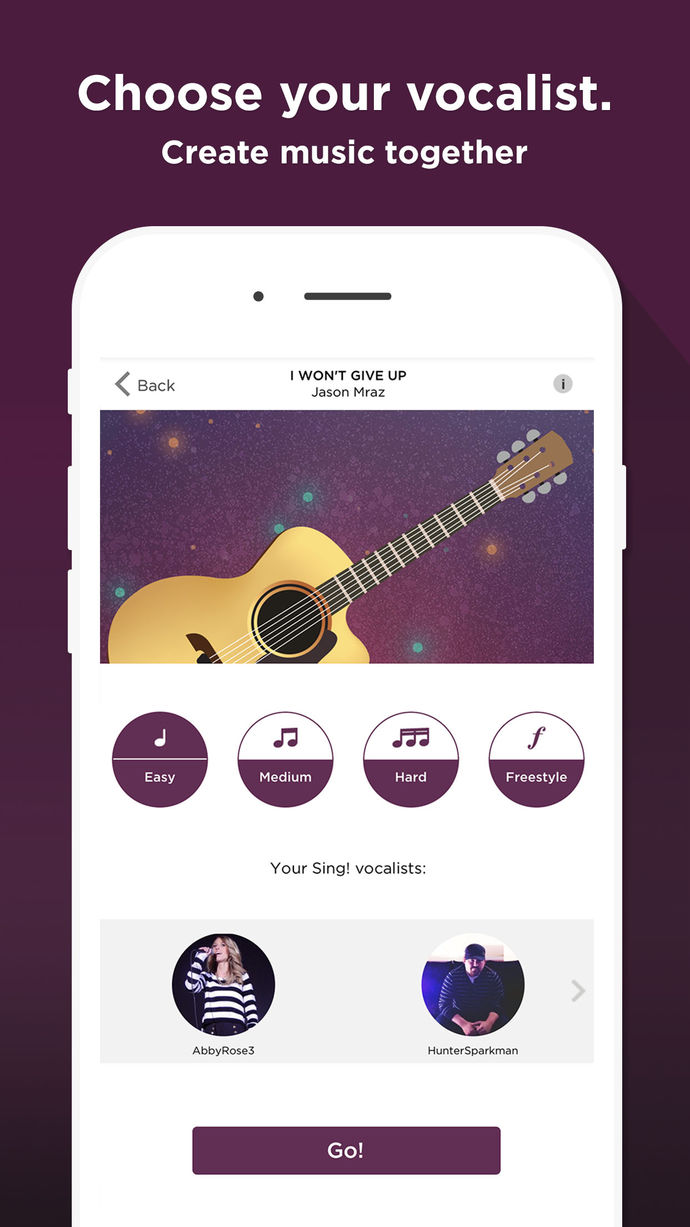 Choose your vocalist.
Create music together
Back
I WON'T GIVE UP
Jason Mraz
i
Easy
Medium
Hard
f
Freestyle
Your Sing! vocalists:
AbbyRose3
HunterSparkman
Go!